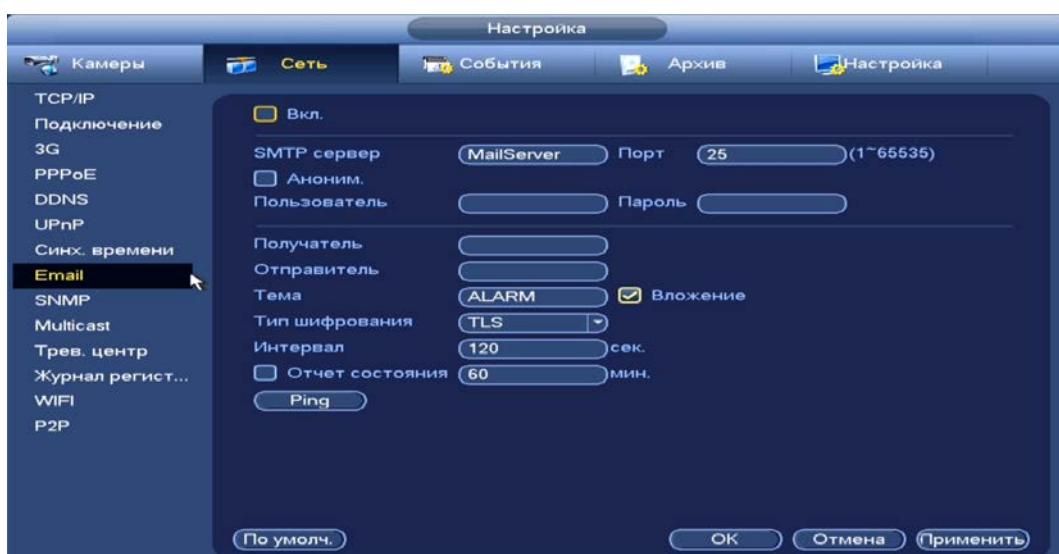 Настройка
Камеры Сеть События Архив Настройка
TCP/IP
Подключение
3G
PPPoE
DDNS
UPnP
Синх. времени
Email
SNMP
Multicast
Трев. центр
Журнал регист...
WIFI
P2P
Вкл.
SMTP сервер MailServer Порт 25 (1~65535)
Аноним.
Пользователь Пароль
Получатель
Отправитель
Тема ALARM Вложение
Тип шифрования TLS
Интервал 120 сек.
Отчет состояния 60 мин.
Ping
По умолч. OK Отмена Применить